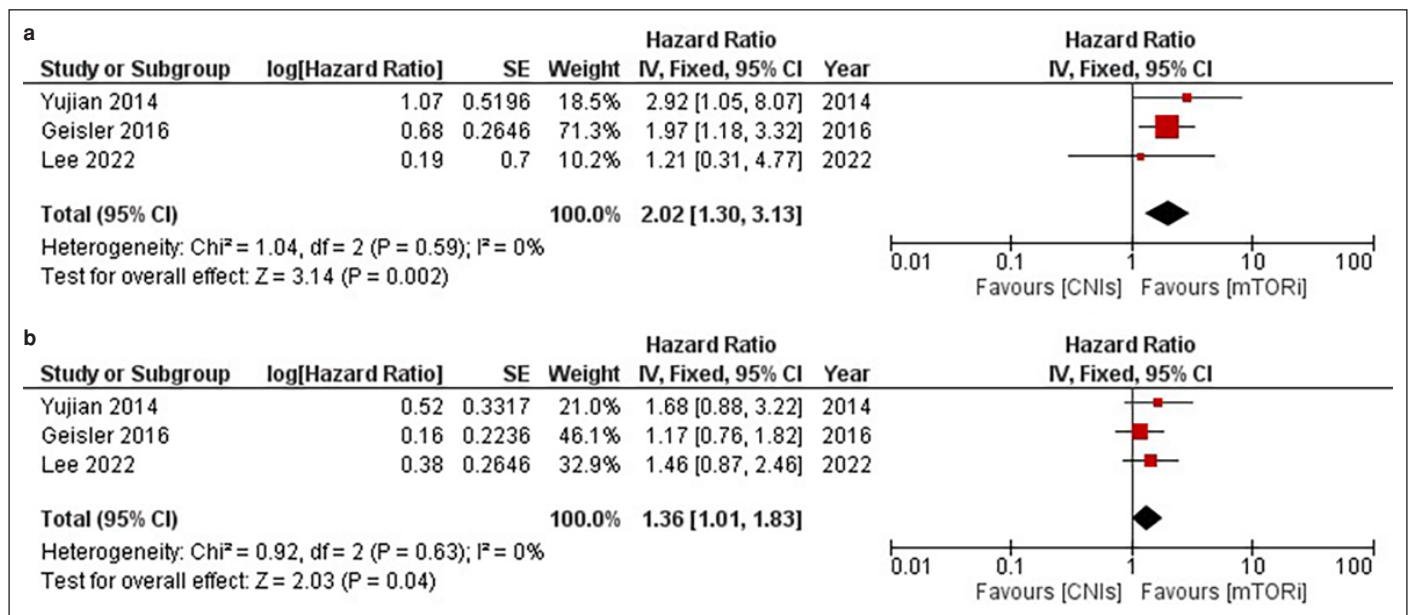 a
Hazard Ratio Hazard Ratio
Study or Subgroup log[Hazard Ratio] SE Weight IV, Fixed, 95% CI Year IV, Fixed, 95% CI
Yujian 2014 1.07 0.5196 18.5% 2.92 [1.05, 8.07] 2014
Geisler 2016 0.68 0.2646 71.3% 1.97 [1.18, 3.32] 2016
Lee 2022 0.19 0.7 10.2% 1.21 [0.31, 4.77] 2022
Total (95% CI) 100.0% 2.02 [1.30, 3.13]
Heterogeneity: Chi² = 1.04, df = 2 (P = 0.59); I² = 0%
Test for overall effect: Z = 3.14 (P = 0.002)
0.01 0.1 1 10 100
Favours [CNIs] Favours [mTORi]
b
Hazard Ratio Hazard Ratio
Study or Subgroup log[Hazard Ratio] SE Weight IV, Fixed, 95% CI Year IV, Fixed, 95% CI
Yujian 2014 0.52 0.3317 21.0% 1.68 [0.88, 3.22] 2014
Geisler 2016 0.16 0.2236 46.1% 1.17 [0.76, 1.82] 2016
Lee 2022 0.38 0.2646 32.9% 1.46 [0.87, 2.46] 2022
Total (95% CI) 100.0% 1.36 [1.01, 1.83]
Heterogeneity: Chi² = 0.92, df = 2 (P = 0.63); I² = 0%
Test for overall effect: Z = 2.03 (P = 0.04)
0.01 0.1 1 10 100
Favours [CNIs] Favours [mTORi]